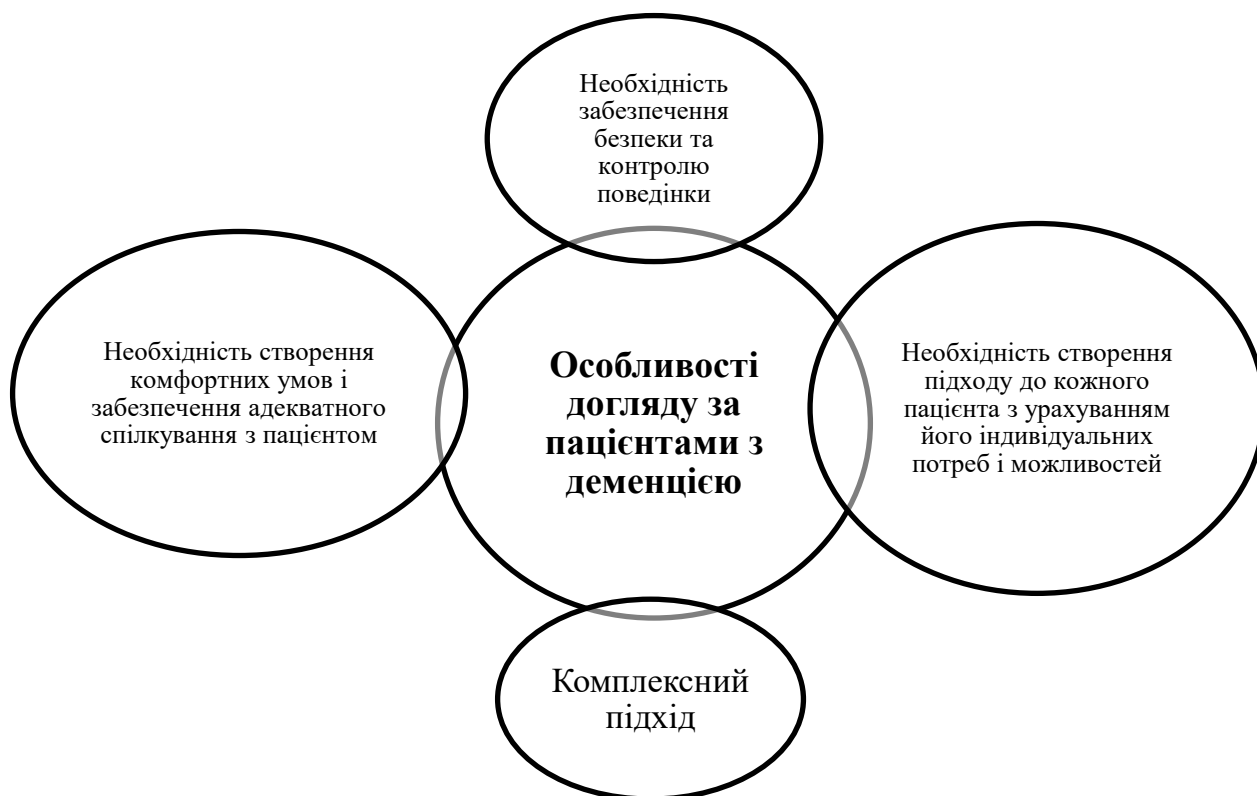 Необхідність
забезпечення
безпеки та
контролю
поведінки
Необхідність створення
комфортних умов і
забезпечення адекватного
спілкування з пацієнтом
Особливості
догляду за
пацієнтами з
деменцією
Необхідність створення
підходу до кожного
пацієнта з урахуванням
його індивідуальних
потреб і можливостей
Комплексний
підхід